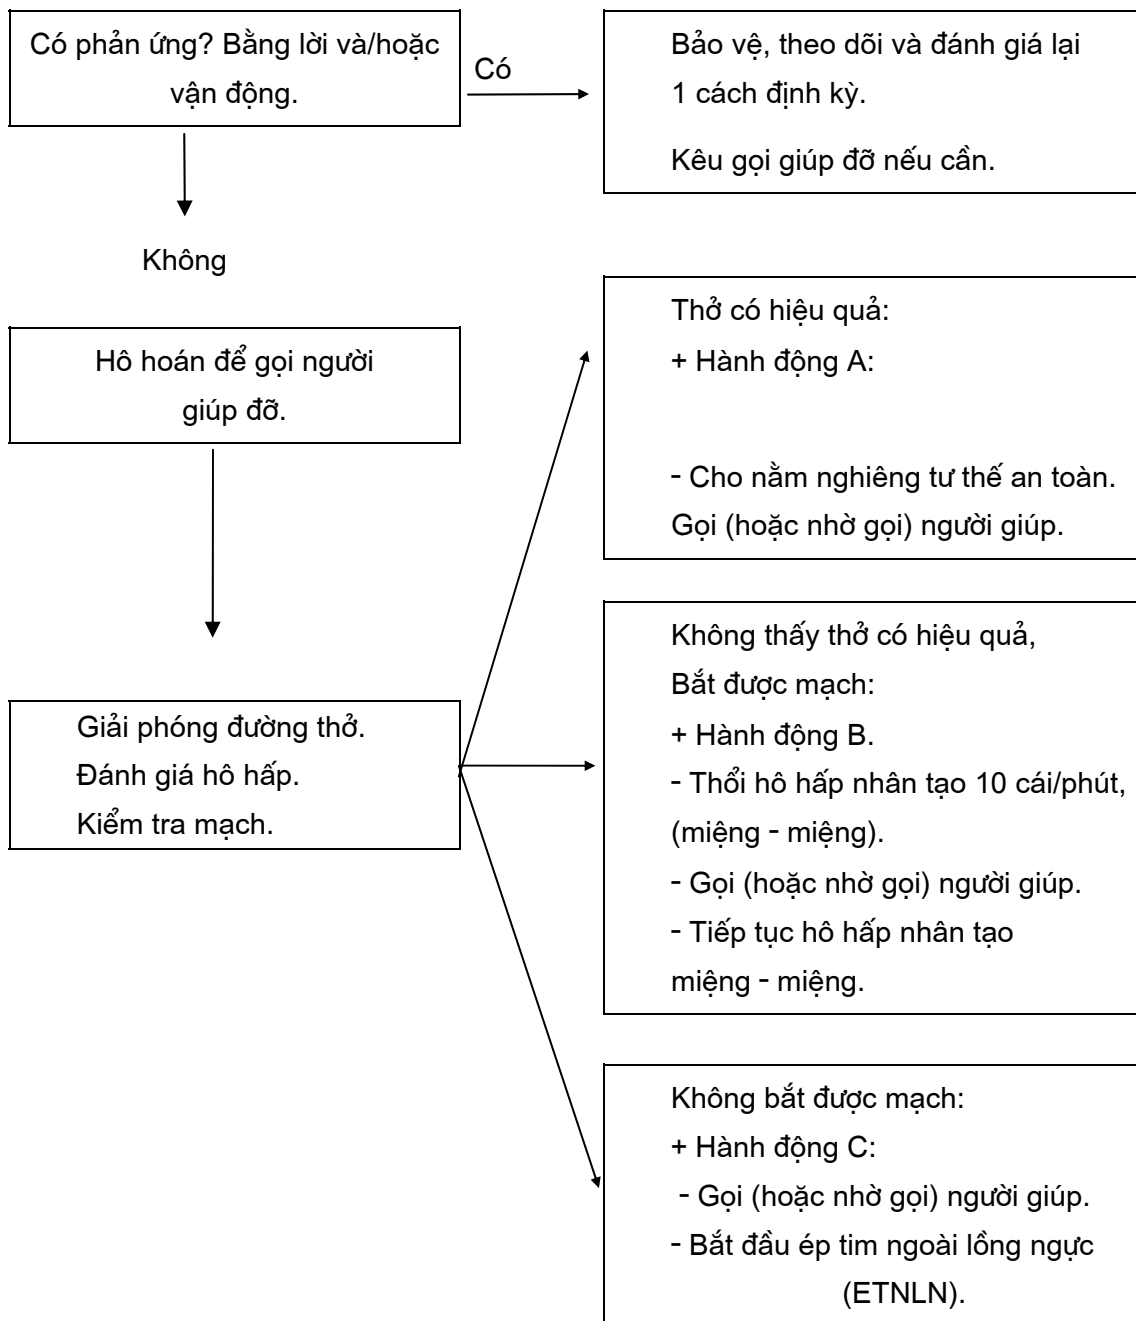 Có phản ứng? Bằng lời và/hoặc
vận động.
Có
Bảo vệ, theo dõi và đánh giá lại
1 cách định kỳ.
Kêu gọi giúp đỡ nếu cần.
Không
Hô hoán để gọi người
giúp đỡ.
Thở có hiệu quả:
+ Hành động A:
- Cho nằm nghiêng tư thế an toàn.
Gọi (hoặc nhờ gọi) người giúp.
Giải phóng đường thở.
Đánh giá hô hấp.
Kiểm tra mạch.
Không thấy thở có hiệu quả,
Bắt được mạch:
+ Hành động B.
- Thổi hô hấp nhân tạo 10 cái/phút,
(miệng - miệng).
- Gọi (hoặc nhờ gọi) người giúp.
- Tiếp tục hô hấp nhân tạo
miệng - miệng.
Không bắt được mạch:
+ Hành động C:
- Gọi (hoặc nhờ gọi) người giúp.
- Bắt đầu ép tim ngoài lồng ngực
(ETNLN).